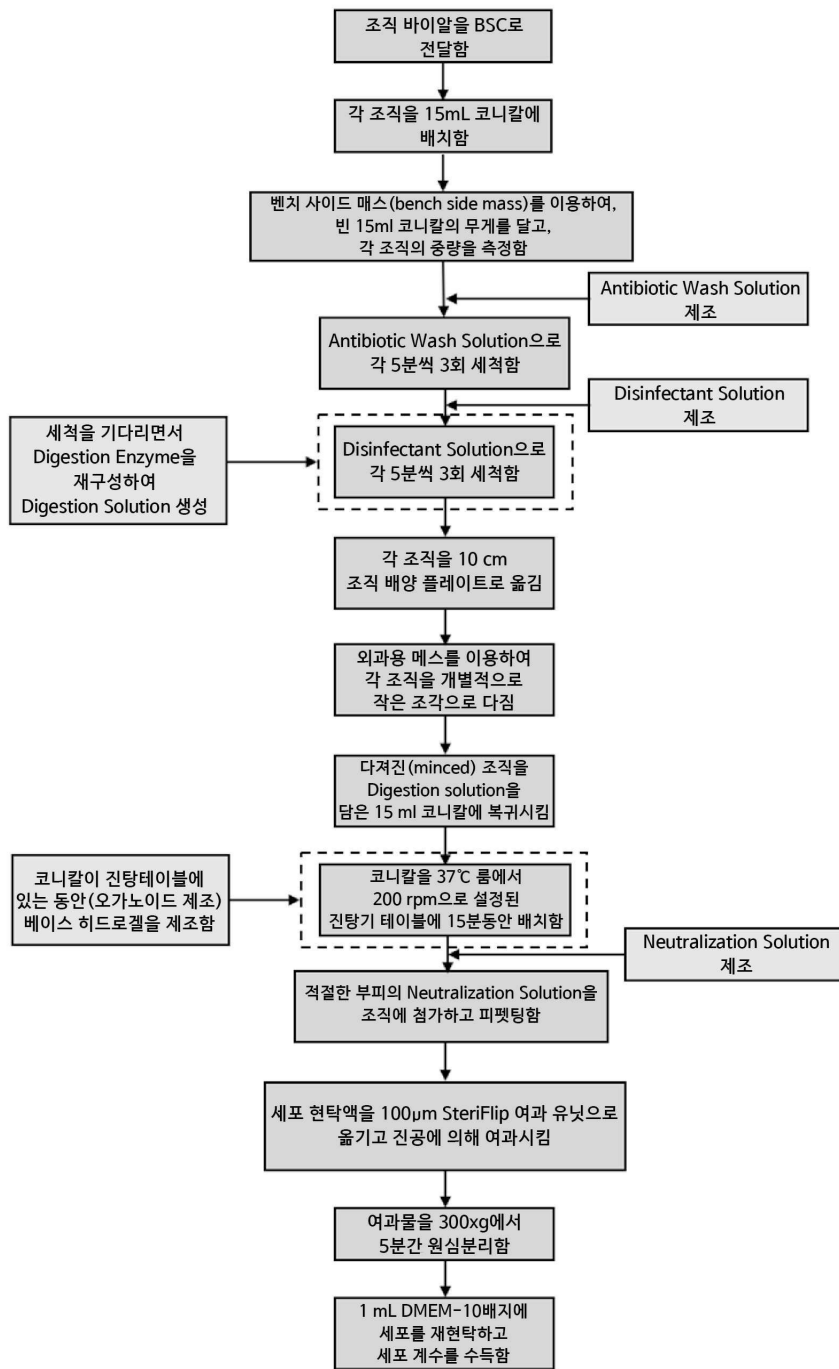 조직 바이알을 BSC로
전달함
각 조직을 15mL 코니칼에
배치함
벤치 사이드 매스(bench side mass)를 이용하여,
빈 15ml 코니칼의 무게를 달고,
각 조직의 중량을 측정함
Antibiotic Wash Solution
제조
Antibiotic Wash Solution으로
각 5분씩 3회 세척함
Disinfectant Solution
제조
세척을 기다리면서
Digestion Enzyme을
재구성하여
Digestion Solution 생성
Disinfectant Solution으로
각 5분씩 3회 세척함
각 조직을 10 cm
조직 배양 플레이트로 옮김
외과용 메스를 이용하여
각 조직을 개별적으로
작은 조각으로 다짐
다져진(minced) 조직을
Digestion solution을
담은 15 ml 코니칼에 복귀시킴
코니칼이 진탕테이블에
있는 동안(오가노이드 제조)
베이스 히드로겔을 제조함
코니칼을 37℃ 룸에서
200 rpm으로 설정된
진탕기 테이블에 15분동안 배치함
Neutralization Solution
제조
적절한 부피의 Neutralization Solution을
조직에 첨가하고 피펫팅함
세포 현탁액을 100μm SteriFlip 여과 유닛으로
옮기고 진공에 의해 여과시킴
여과물을 300xg에서
5분간 원심분리함
1 mL DMEM-10배지에
세포를 재현탁하고
세포 계수를 수득함